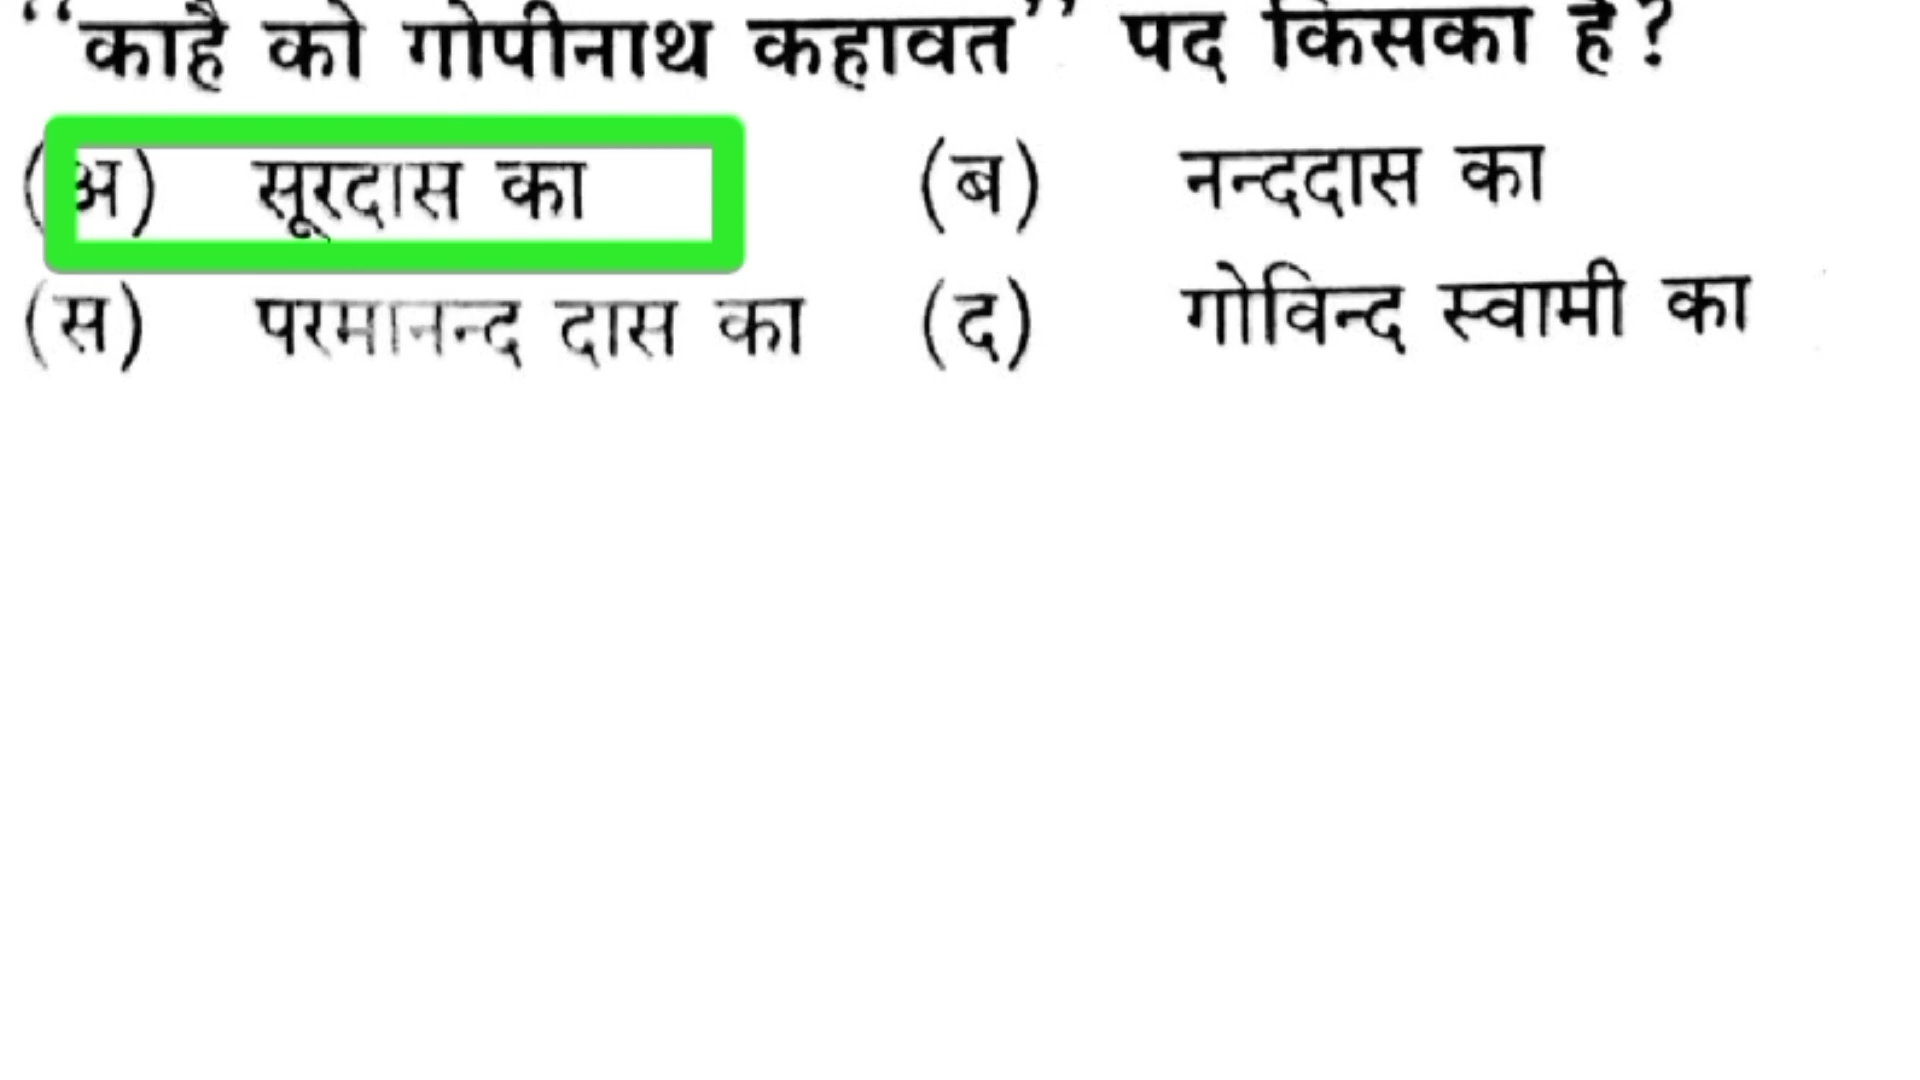 ‘‘काहै को गोपीनाथ कहावत’’ पद किसका है?
(अ) सूरदास का (ब) नन्ददास का
(स) परमानन्द दास का (द) गोविन्द स्वामी का